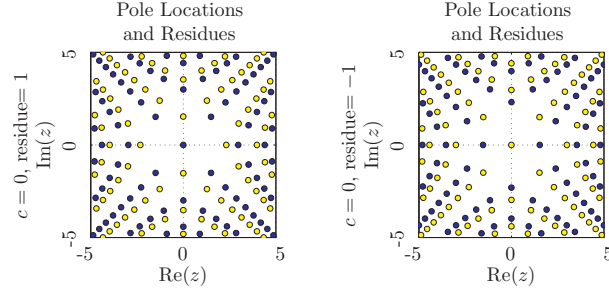 Pole Locations
and Residues
c = 0, residue= 1
Im(z)
5
0
-5
-5
0
5
Re(z)
Pole Locations
and Residues
c = 0, residue= −1
Im(z)
5
0
-5
-5
0
5
Re(z)